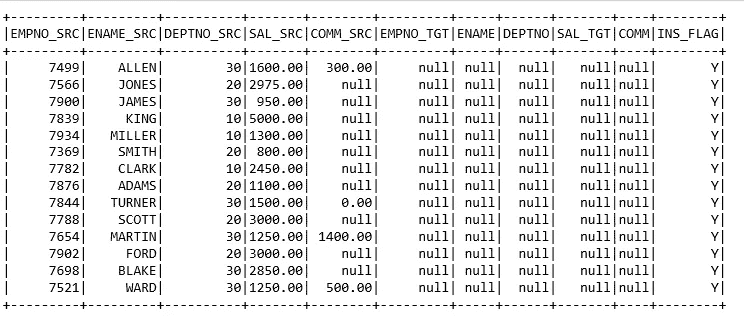 +---------+---------+----------+-------+--------+---------+-----+------+-------+----+--------+
|EMPNO_SRC|ENAME_SRC|DEPTNO_SRC|SAL_SRC|COMM_SRC|EMPNO_TGT|ENAME|DEPTNO|SAL_TGT|COMM|INS_FLAG|
+---------+---------+----------+-------+--------+---------+-----+------+-------+----+--------+
|     7499|    ALLEN|        30|1600.00|  300.00|     null| null|  null|   null|null|       Y|
|     7566|    JONES|        20|2975.00|    null|     null| null|  null|   null|null|       Y|
|     7900|    JAMES|        30| 950.00|    null|     null| null|  null|   null|null|       Y|
|     7839|     KING|        10|5000.00|    null|     null| null|  null|   null|null|       Y|
|     7934|   MILLER|        10|1300.00|    null|     null| null|  null|   null|null|       Y|
|     7369|    SMITH|        20| 800.00|    null|     null| null|  null|   null|null|       Y|
|     7782|    CLARK|        10|2450.00|    null|     null| null|  null|   null|null|       Y|
|     7876|    ADAMS|        20|1100.00|    null|     null| null|  null|   null|null|       Y|
|     7844|   TURNER|        30|1500.00|    0.00|     null| null|  null|   null|null|       Y|
|     7788|    SCOTT|        20|3000.00|    null|     null| null|  null|   null|null|       Y|
|     7654|   MARTIN|        30|1250.00| 1400.00|     null| null|  null|   null|null|       Y|
|     7902|     FORD|        20|3000.00|    null|     null| null|  null|   null|null|       Y|
|     7698|    BLAKE|        30|2850.00|    null|     null| null|  null|   null|null|       Y|
|     7521|     WARD|        30|1250.00|  500.00|     null| null|  null|   null|null|       Y|
+---------+---------+----------+-------+--------+---------+-----+------+-------+----+--------+